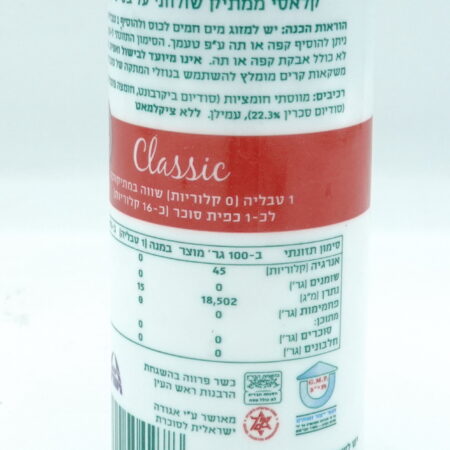 קלאסי ממתיק שולחני על בסיס
הוראות הכנה: יש למזוג מים חמים לכוס ולהוסיף
ניתן להוסיף קפה או תה ע"פ טעמך. הסימון התזונתי
לא כולל אבקת קפה או תה. אינו מיועד לבישול ואפיה
משקאות קרים מומלץ להשתמש בנוזלי המתקה של
רכיבים: מווסתי חומציות (סודיום ביקרבונט, חומצה
(סודיום סכרין 22.3%), עמילן. ללא ציקלמאט
Classic
1 טבליה (0 קלוריות) שווה במתיקותה
לכ-1 כפית סוכר (כ-16 קלוריות)
סימון תזונתי ב-100 גר' מוצר במנה (1 טבליה)
אנרגיה (קלוריות) 45 0
שומנים (גר') 0
נתרן (מ"ג) 18,502 15
פחמימות (גר') 0
מתוכן:
סוכרים (גר') 0 0
חלבונים (גר') 0 0
כשר פרווה בהשגחת
הרבנות ראש העין
מאושר ע"י אגודה
ישראלית לסוכרת
G.M.P.